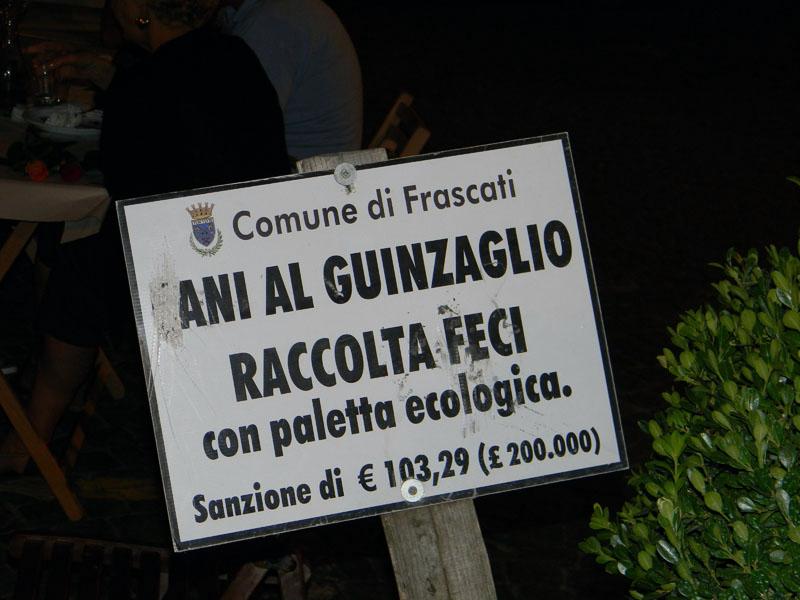 Comune di Frascati
ANI AL GUINZAGLIO
RACCOLTA FECI
con paletta ecologica.
Sanzione di € 103,29 (£ 200.000)